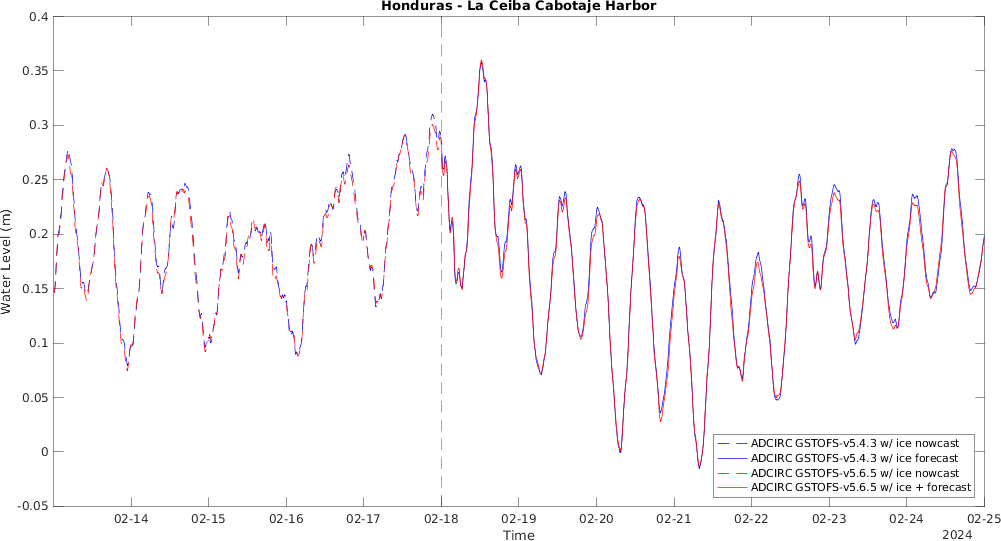 Honduras - La Ceiba Cabotaje Harbor
0.4
0.35
0.3
0.25
0.2
0.15
0.1
0.05
0
-0.05
Water Level (m)
ADCIRC GSTOFS-v5.4.3 w/ ice nowcast
ADCIRC GSTOFS-v5.4.3 w/ ice forecast
ADCIRC GSTOFS-v5.6.5 w/ ice nowcast
ADCIRC GSTOFS-v5.6.5 w/ ice + forecast
02-14 02-15 02-16 02-17 02-18 02-19 02-20 02-21 02-22 02-23 02-24 02-25
Time
2024